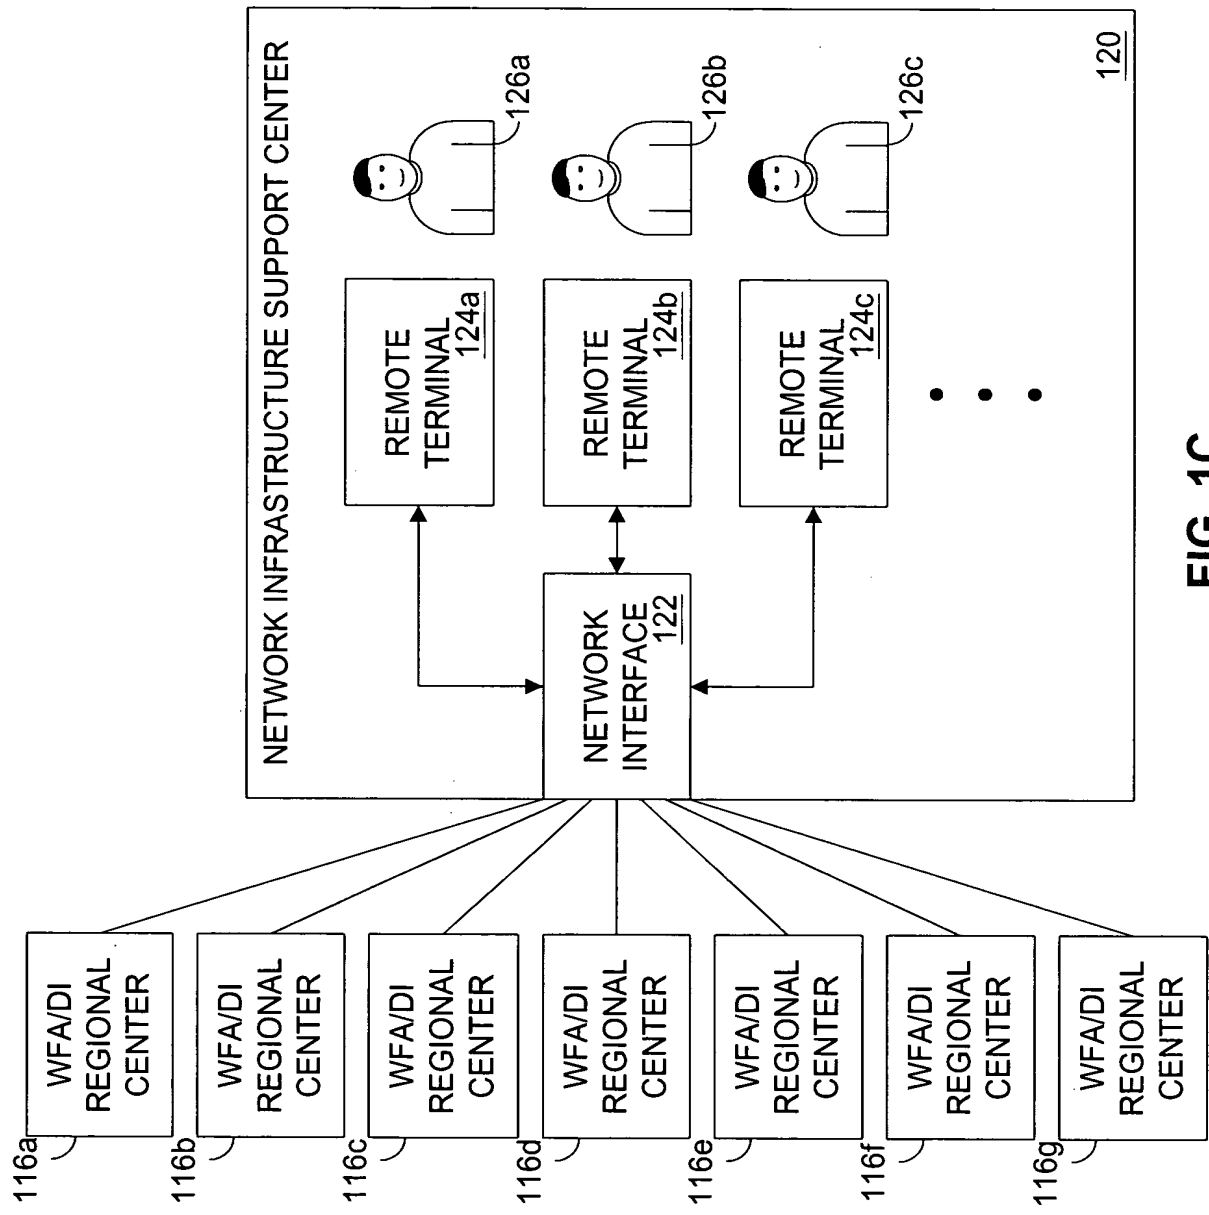 NETWORK INFRASTRUCTURE SUPPORT CENTER
120
WFA/DI
REGIONAL
CENTER
116a
WFA/DI
REGIONAL
CENTER
116b
WFA/DI
REGIONAL
CENTER
116c
WFA/DI
REGIONAL
CENTER
116d
WFA/DI
REGIONAL
CENTER
116e
WFA/DI
REGIONAL
CENTER
116f
WFA/DI
REGIONAL
CENTER
116g
NETWORK
INTERFACE
122
REMOTE
TERMINAL
124a
REMOTE
TERMINAL
124b
REMOTE
TERMINAL
124c
126a
126b
126c
FIG. 1C